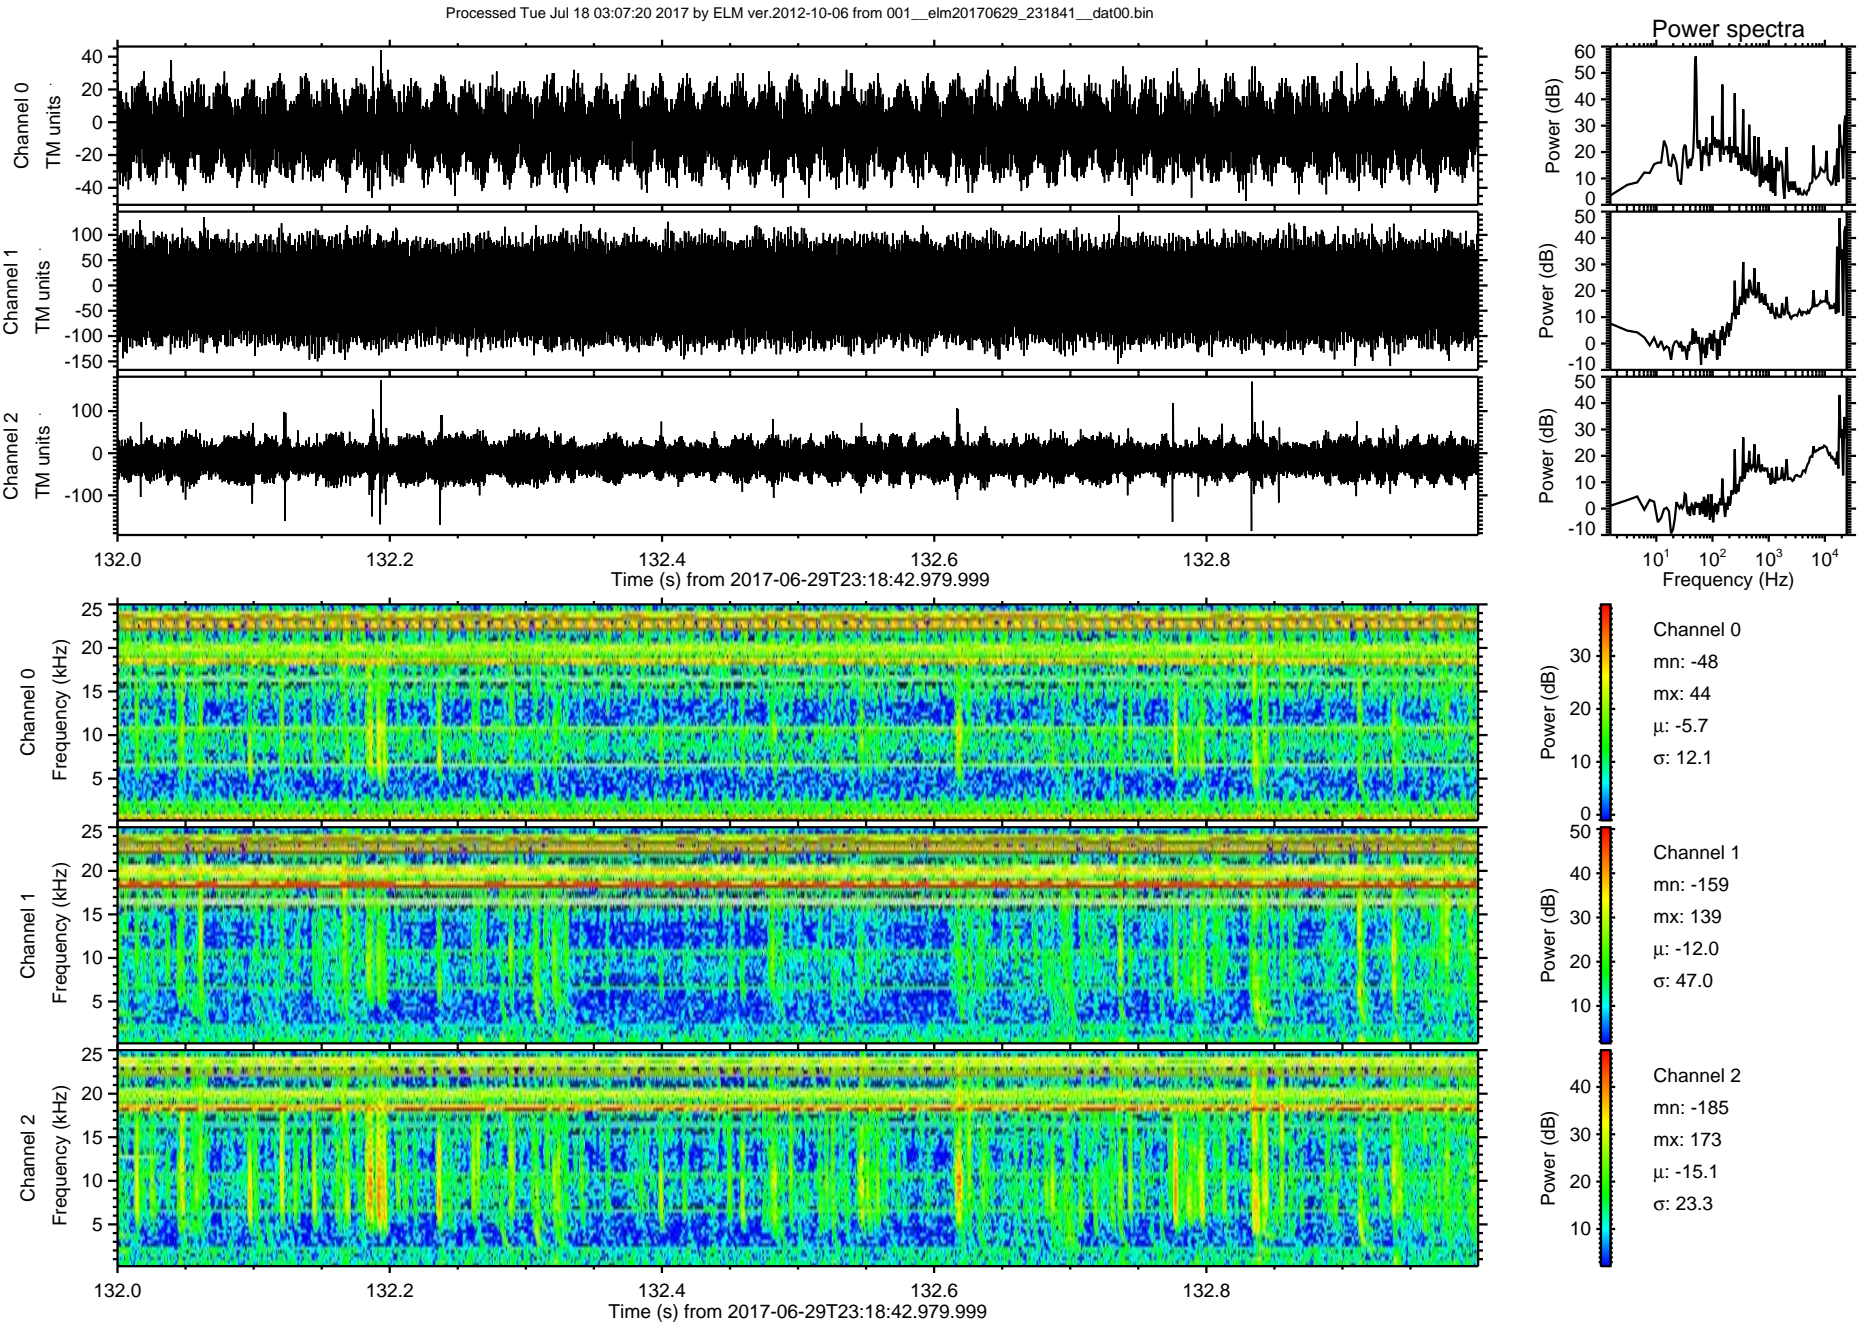 Processed Tue Jul 18 03:07:20 2017 by ELM ver.2012-10-06 from 001__elm20170629_231841__dat00.bin
Power spectra
Channel 0
TM units
40
20
0
-20
-40
Power (dB)
60
50
40
30
20
10
0
Channel 1
TM units
100
50
0
-50
-100
-150
Power (dB)
50
40
30
20
10
0
-10
Channel 2
TM units
100
0
-100
Power (dB)
50
40
30
20
10
0
-10
132.0 132.2 132.4 132.6 132.8
Time (s) from 2017-06-29T23:18:42.979.999
10¹ 10² 10³ 10⁴
Frequency (Hz)
Channel 0
Frequency (kHz)
25
20
15
10
5
Power (dB)
30
20
10
0
Channel 0
mn: -48
mx: 44
μ: -5.7
σ: 12.1
Channel 1
Frequency (kHz)
25
20
15
10
5
Power (dB)
50
40
30
20
10
Channel 1
mn: -159
mx: 139
μ: -12.0
σ: 47.0
Channel 2
Frequency (kHz)
25
20
15
10
5
Power (dB)
40
30
20
10
Channel 2
mn: -185
mx: 173
μ: -15.1
σ: 23.3
132.0 132.2 132.4 132.6 132.8
Time (s) from 2017-06-29T23:18:42.979.999